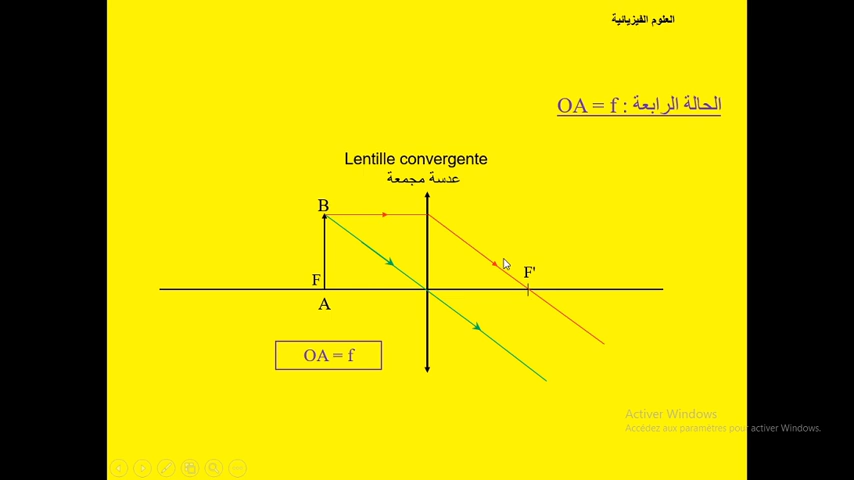 العلوم الفيزيائية
الحالة الرابعة : OA = f
Lentille convergente
عدسة مجمعة
B
F
F'
A
OA = f
Activer Windows
Accédez aux paramètres pour activer Windows.